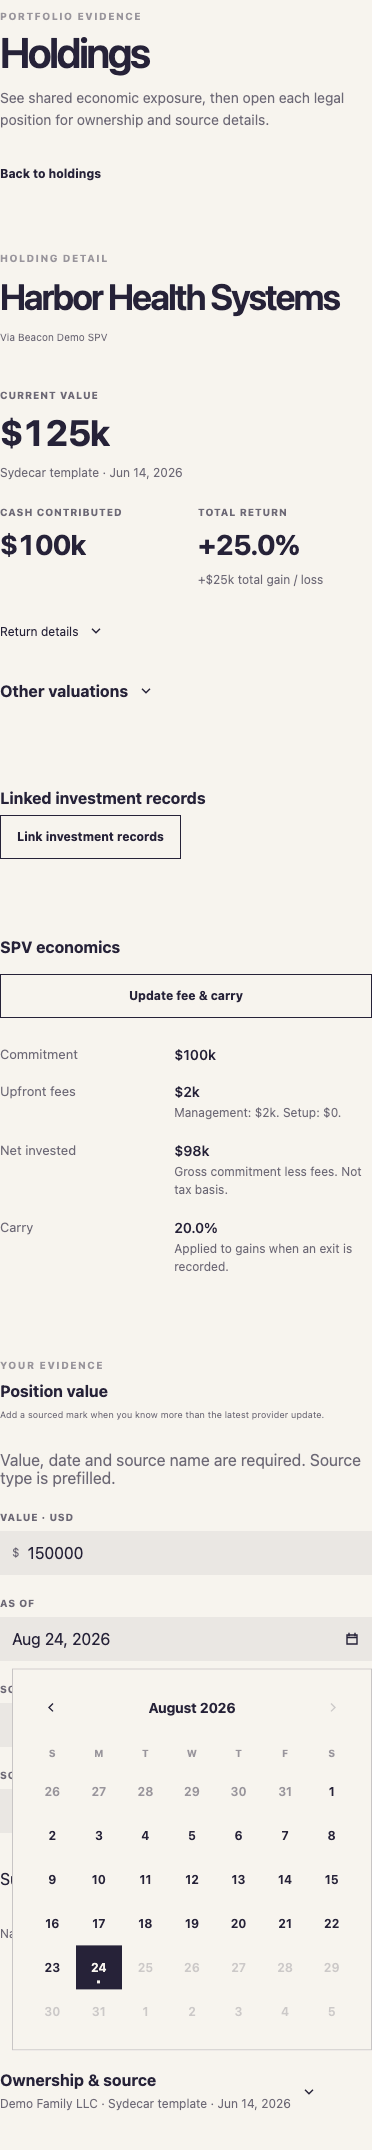 PORTFOLIO EVIDENCE
Holdings
See shared economic exposure, then open each legal
position for ownership and source details.
Back to holdings
HOLDING DETAIL
Harbor Health Systems
Via Beacon Demo SPV
CURRENT VALUE
$125k
Sydecar template · Jun 14, 2026
CASH CONTRIBUTED
$100k
TOTAL RETURN
+25.0%
+$25k total gain / loss
Return details
Other valuations
Linked investment records
Link investment records
SPV economics
Update fee & carry
Commitment
$100k
Upfront fees
$2k
Management: $2k. Setup: $0.
Net invested
$98k
Gross commitment less fees. Not
tax basis.
Carry
20.0%
Applied to gains when an exit is
recorded.
YOUR EVIDENCE
Position value
Add a sourced mark when you know more than the latest provider update.
Value, date and source name are required. Source
type is prefilled.
VALUE · USD
$ 150000
AS OF
Aug 24, 2026
August 2026
S M T W T F S
26 27 28 29 30 31 1
2 3 4 5 6 7 8
9 10 11 12 13 14 15
16 17 18 19 20 21 22
23 24 25 26 27 28 29
30 31 1 2 3 4 5
Ownership & source
Demo Family LLC · Sydecar template · Jun 14, 2026